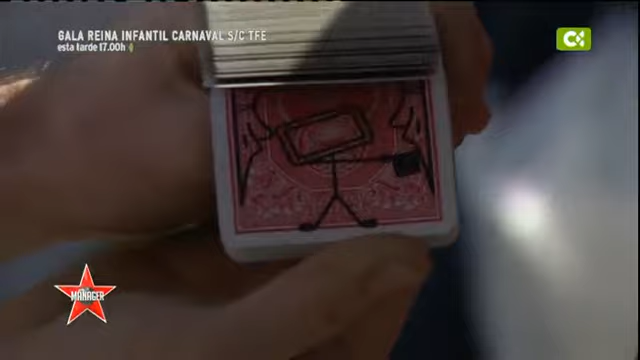 GALA REINA INFANTIL CARNAVAL S/C TFE
esta tarde 17.00h
MANAGER